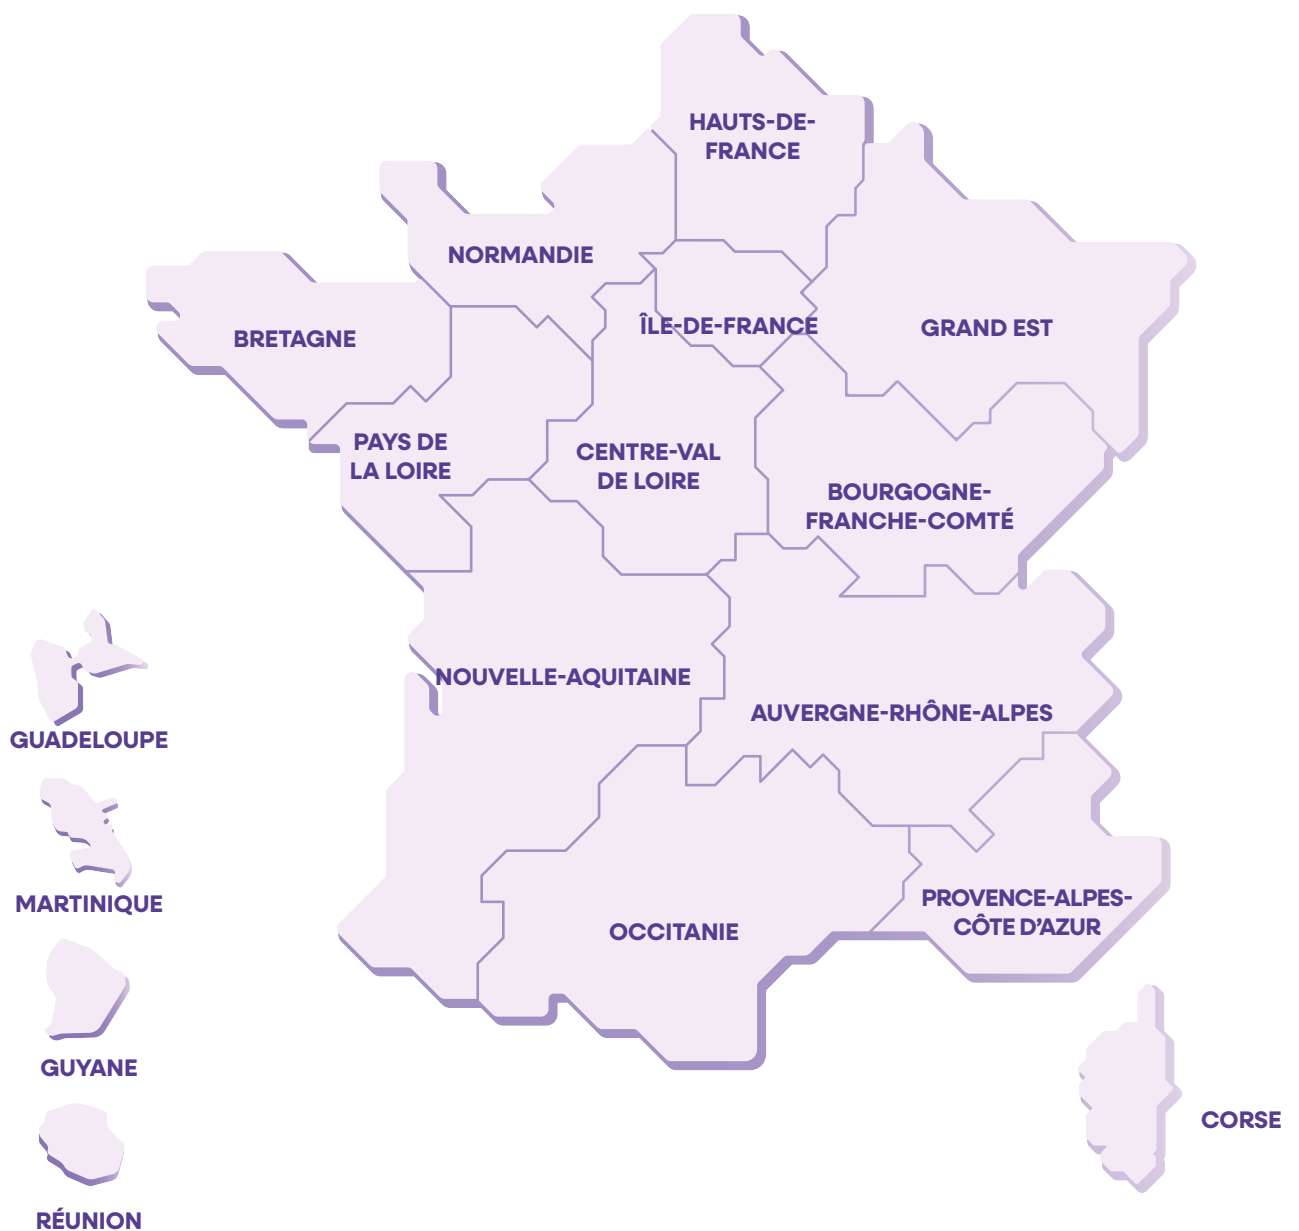 HAUTS-DE-
FRANCE
NORMANDIE
ÎLE-DE-FRANCE
GRAND EST
BRETAGNE
PAYS DE
LA LOIRE
CENTRE-VAL
DE LOIRE
BOURGOGNE-
FRANCHE-COMTÉ
NOUVELLE-AQUITAINE
AUVERGNE-RHÔNE-ALPES
OCCITANIE
PROVENCE-ALPES-
CÔTE D'AZUR
CORSE
GUADELOUPE
MARTINIQUE
GUYANE
RÉUNION